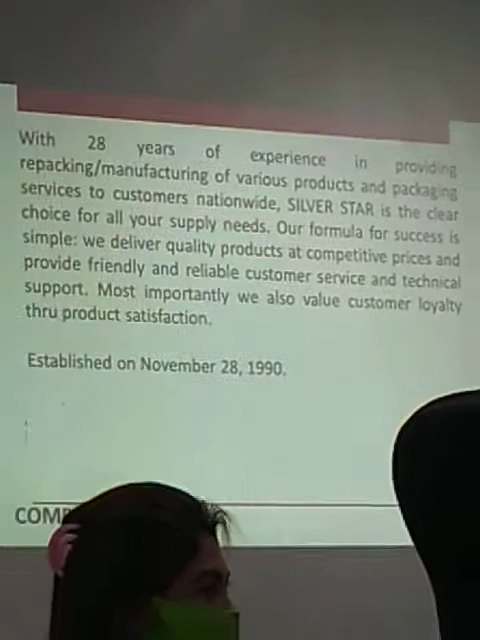 With 28 years of experience in providing
repacking/manufacturing of various products and packaging
services to customers nationwide, SILVER STAR is the clear
choice for all your supply needs. Our formula for success is
simple: we deliver quality products at competitive prices and
provide friendly and reliable customer service and technical
support. Most importantly we also value customer loyalty
thru product satisfaction.
Established on November 28, 1990.